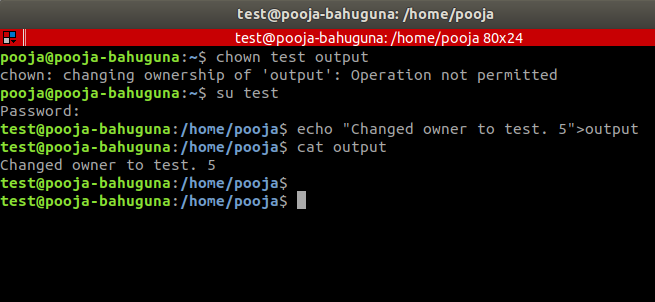 test@pooja-bahuguna: /home/pooja
test@pooja-bahuguna: /home/pooja 80x24
pooja@pooja-bahuguna:~$ chown test output
chown: changing ownership of 'output': Operation not permitted
pooja@pooja-bahuguna:~$ su test
Password:
test@pooja-bahuguna:/home/pooja$ echo "Changed owner to test. 5">output
test@pooja-bahuguna:/home/pooja$ cat output
Changed owner to test. 5
test@pooja-bahuguna:/home/pooja$
test@pooja-bahuguna:/home/pooja$